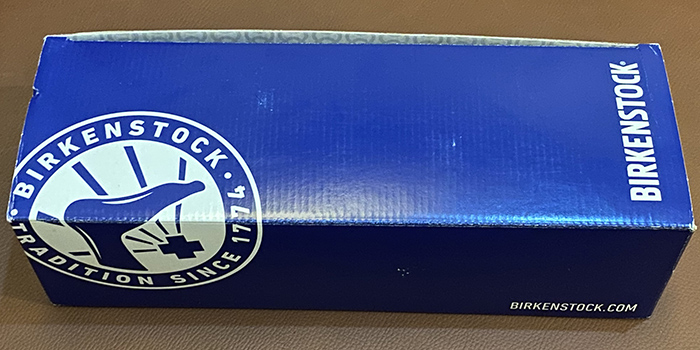 BIRKENSTOCK
• BIRKENSTOCK •
TRADITION SINCE 1774
BIRKENSTOCK.COM